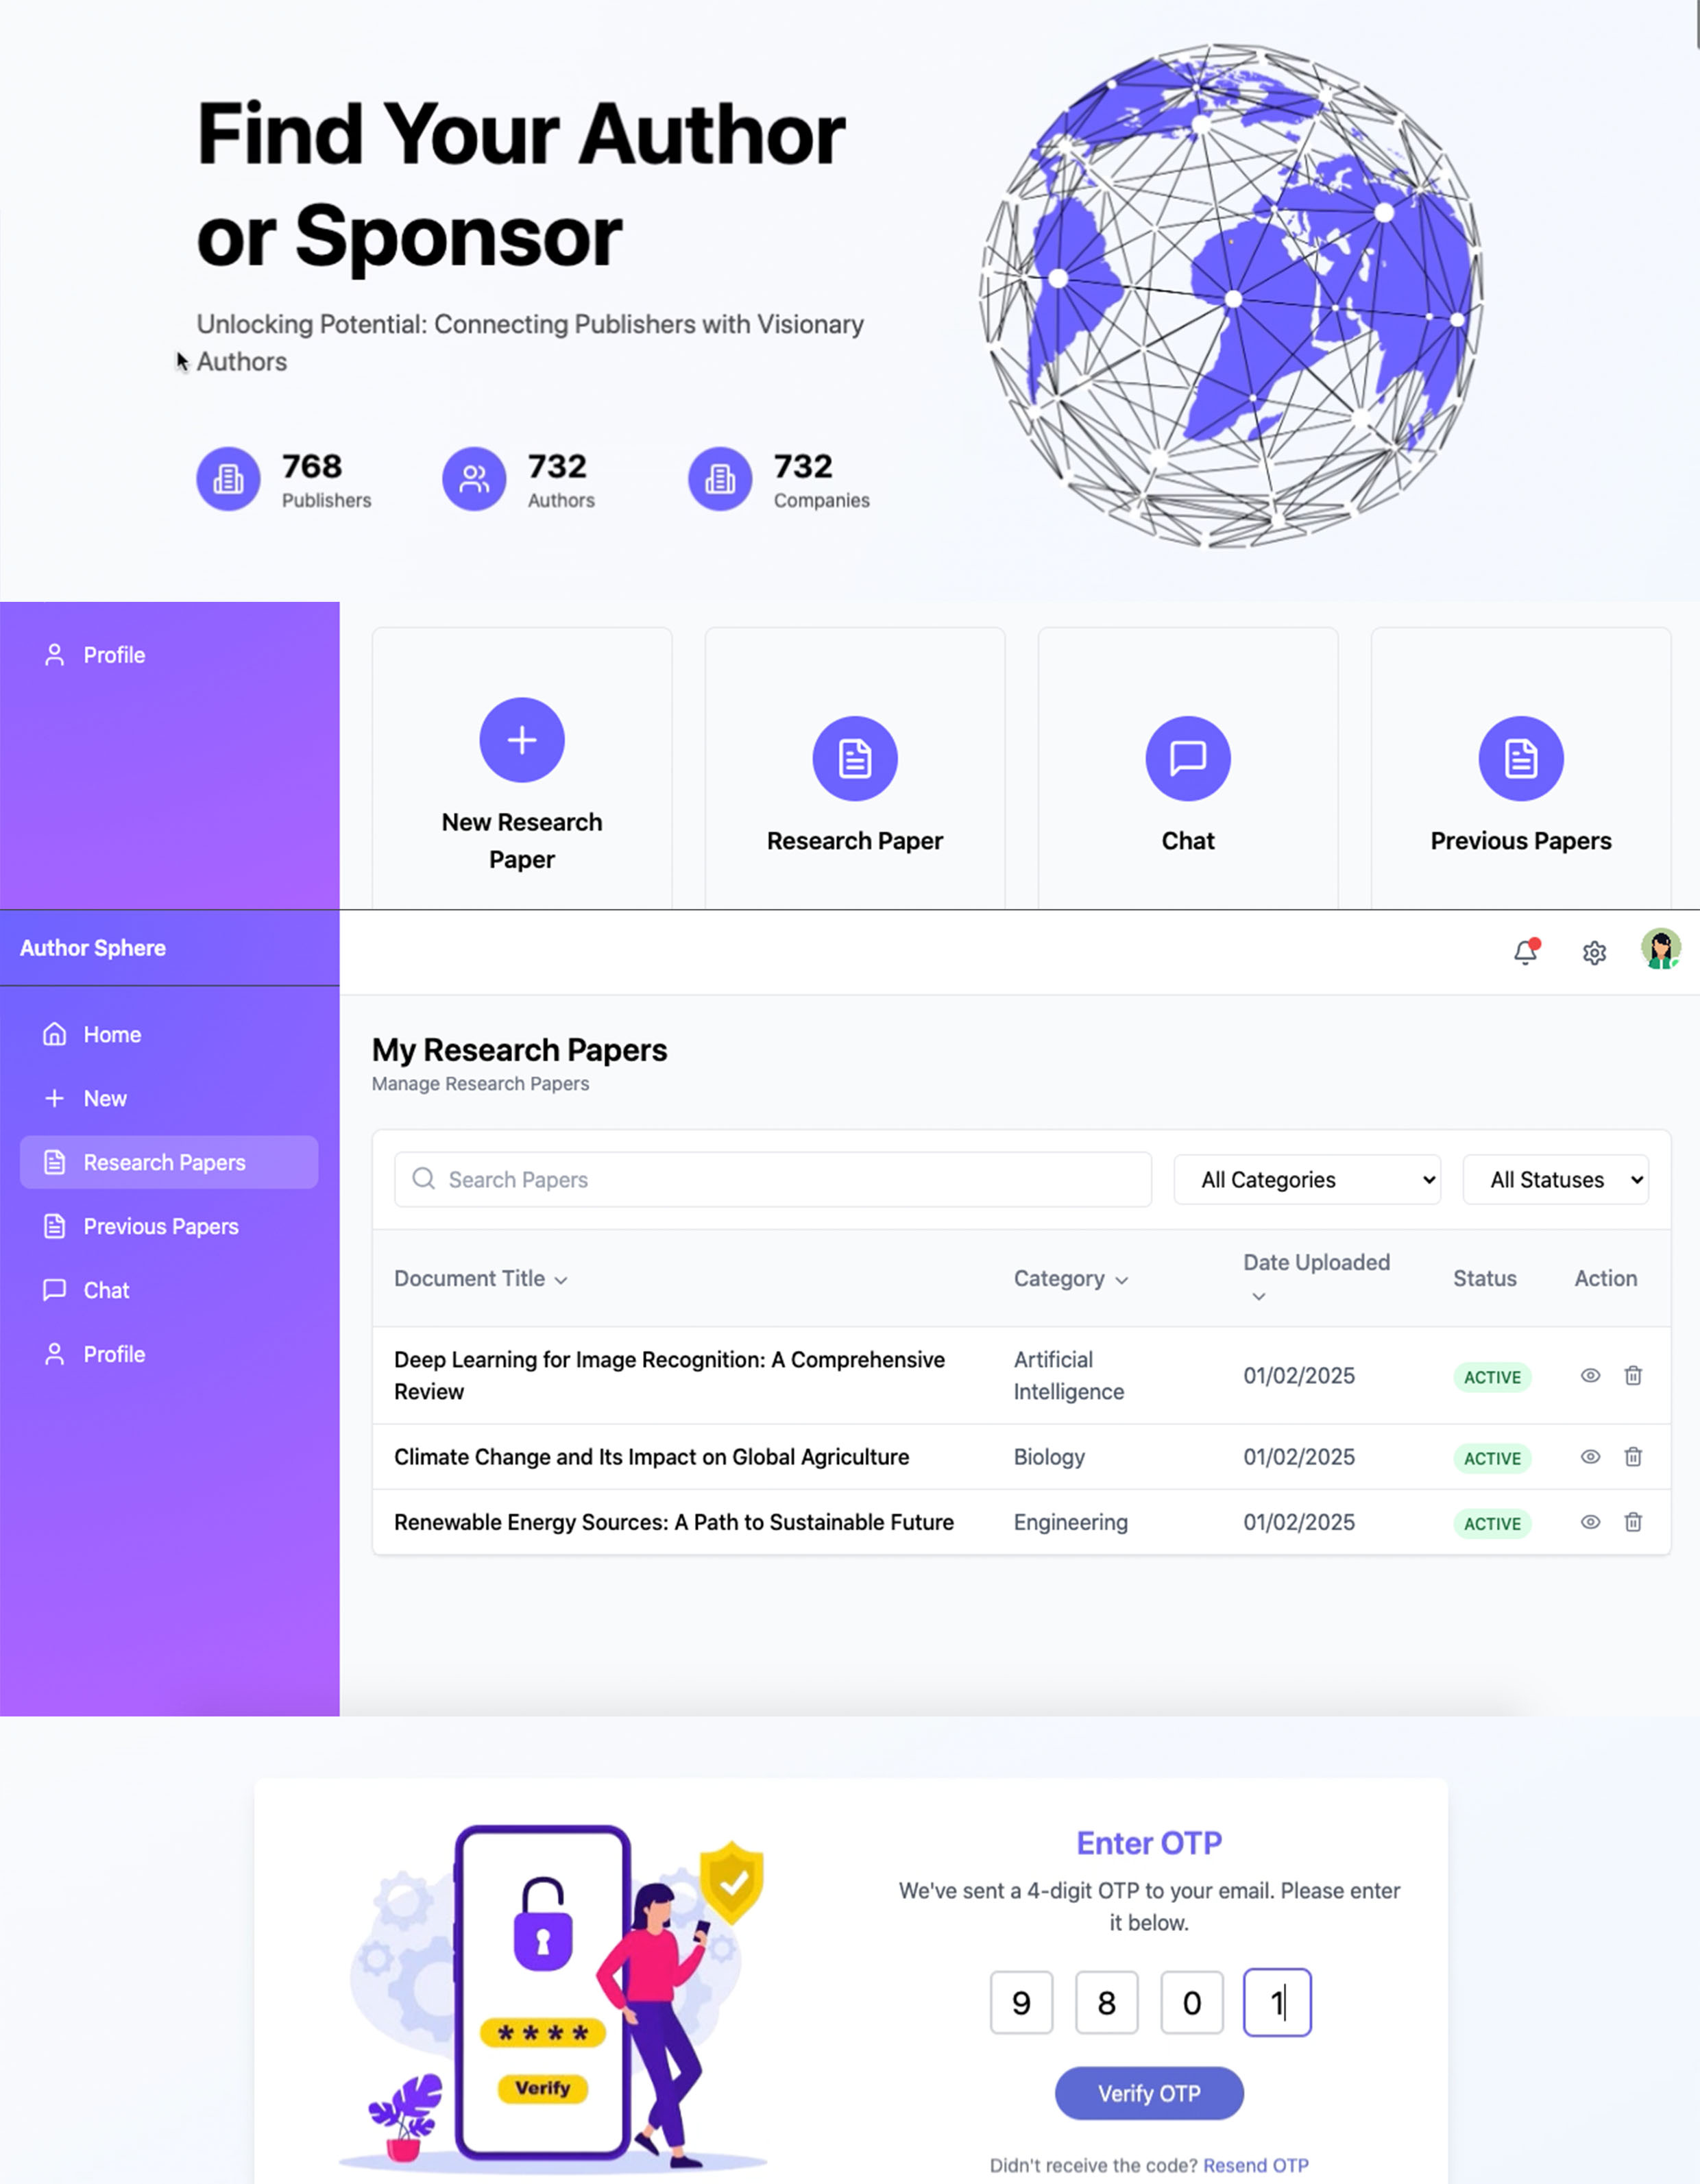 Find Your Author
or Sponsor
Unlocking Potential: Connecting Publishers with Visionary
Authors
768
Publishers
732
Authors
732
Companies
Profile
New Research
Paper
Research Paper
Chat
Previous Papers
Author Sphere
Home
New
Research Papers
Previous Papers
Chat
Profile
My Research Papers
Manage Research Papers
Search Papers
All Categories
All Statuses
Document Title
Category
Date Uploaded
Status
Action
Deep Learning for Image Recognition: A Comprehensive
Review
Artificial
Intelligence
01/02/2025
ACTIVE
Climate Change and Its Impact on Global Agriculture
Biology
01/02/2025
ACTIVE
Renewable Energy Sources: A Path to Sustainable Future
Engineering
01/02/2025
ACTIVE
* * * *
Verify
Enter OTP
We've sent a 4-digit OTP to your email. Please enter
it below.
9 8 0 1
Verify OTP
Didn't receive the code? Resend OTP